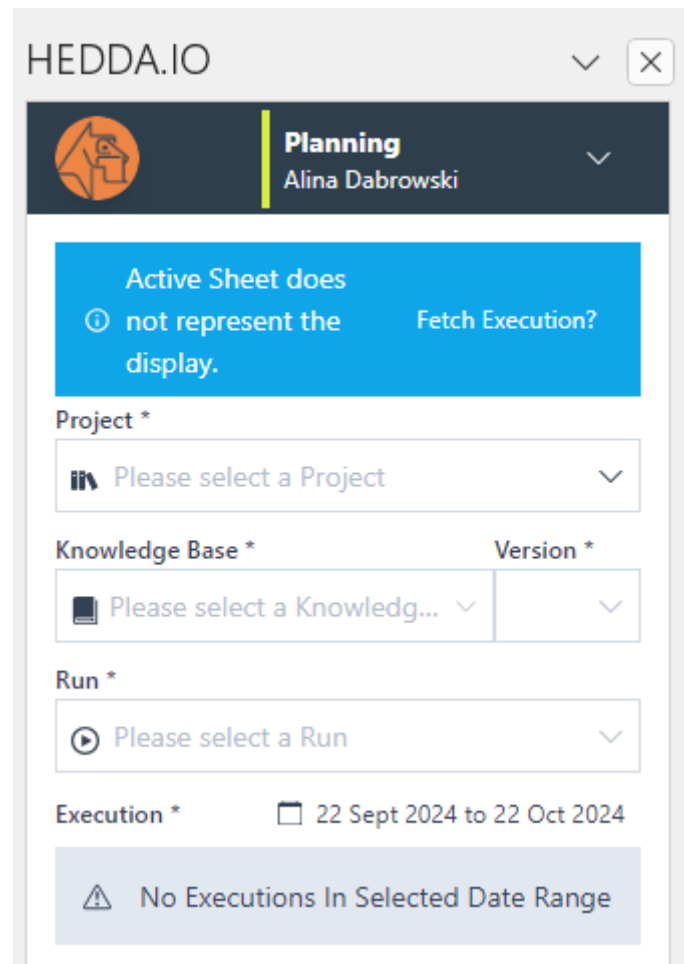 HEDDA.IO
Planning
Alina Dabrowski
Active Sheet does
not represent the
display.
Fetch Execution?
Project *
Please select a Project
Knowledge Base *
Version *
Please select a Knowledg...
Run *
Please select a Run
Execution *
22 Sept 2024 to 22 Oct 2024
No Executions In Selected Date Range